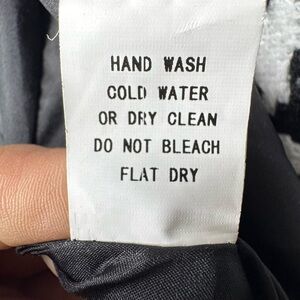 HAND WASH
COLD WATER
OR DRY CLEAN
DO NOT BLEACH
FLAT DRY